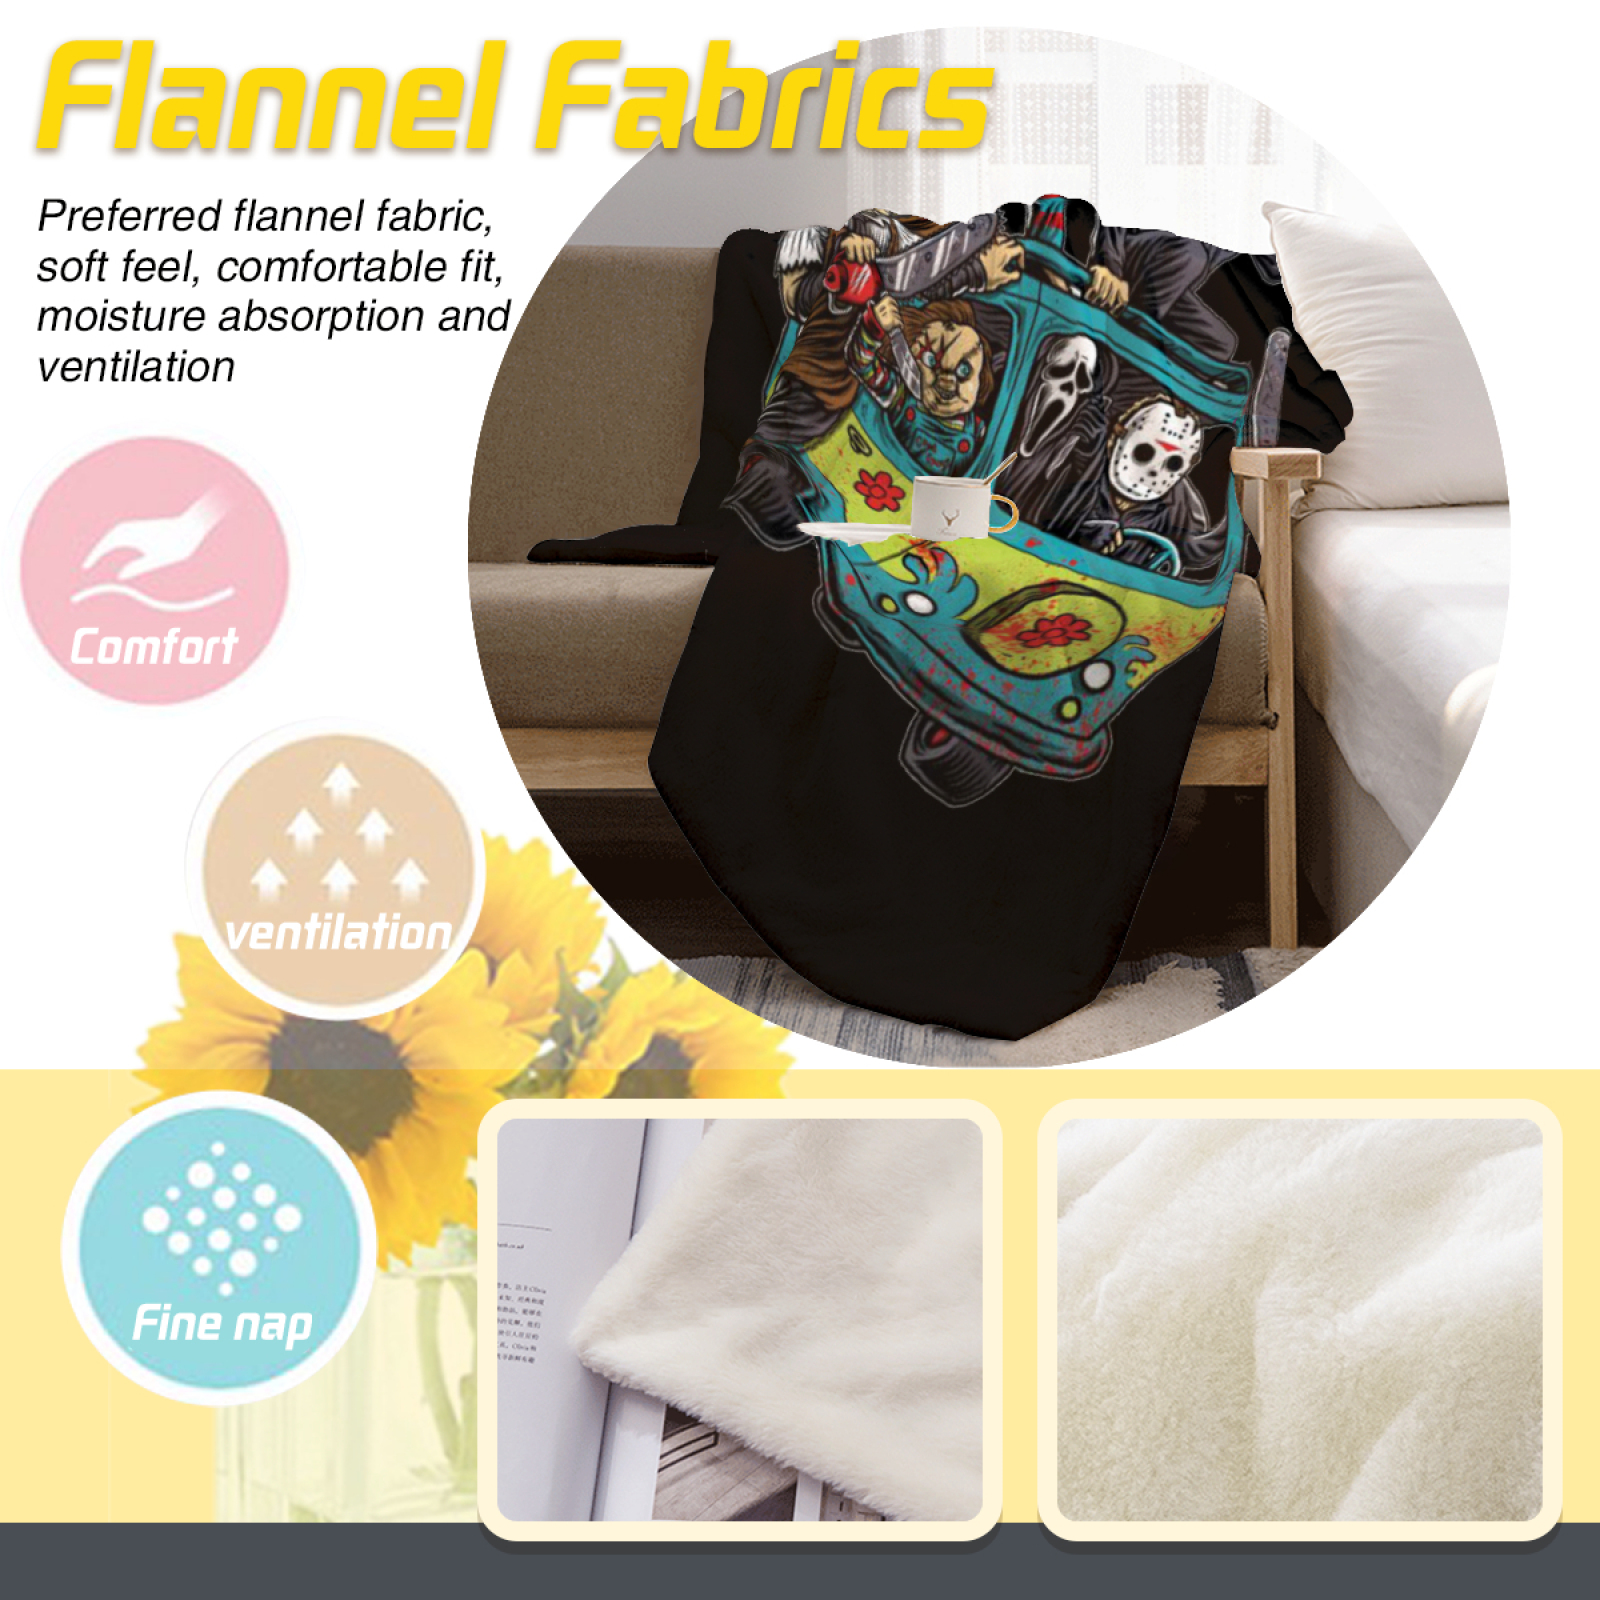 Flannel Fabrics
Preferred flannel fabric,
soft feel, comfortable fit,
moisture absorption and
ventilation
Comfort
ventilation
Fine nap